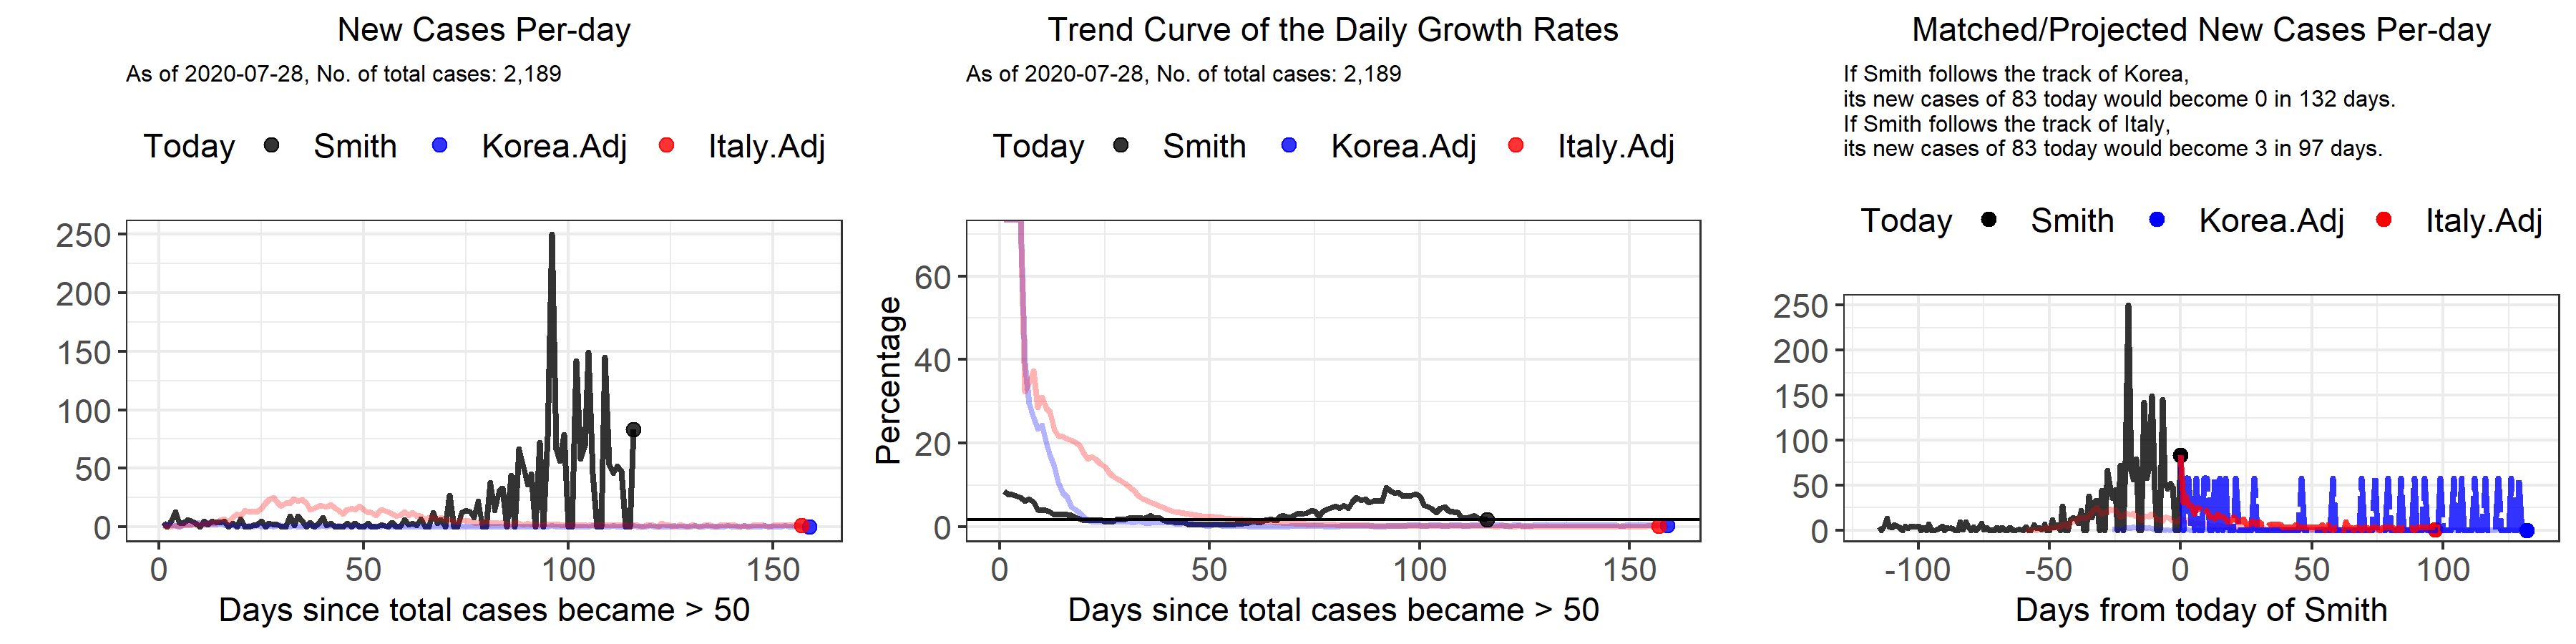 New Cases Per-day
As of 2020-07-28, No. of total cases: 2,189
Today Smith Korea.Adj Italy.Adj
250
200
150
100
50
0
0 50 100 150
Days since total cases became > 50
Trend Curve of the Daily Growth Rates
As of 2020-07-28, No. of total cases: 2,189
Today Smith Korea.Adj Italy.Adj
Percentage
60
40
20
0
0 50 100 150
Days since total cases became > 50
Matched/Projected New Cases Per-day
If Smith follows the track of Korea,
its new cases of 83 today would become 0 in 132 days.
If Smith follows the track of Italy,
its new cases of 83 today would become 3 in 97 days.
Today Smith Korea.Adj Italy.Adj
250
200
150
100
50
0
-100 -50 0 50 100
Days from today of Smith